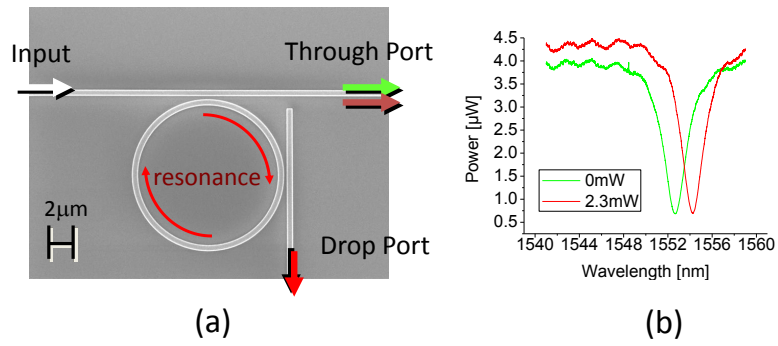 Input
Through Port
resonance
2μm
Drop Port
(a)
4.5
4.0
3.5
3.0
2.5
2.0
1.5
1.0
0.5
Power [µW]
0mW
2.3mW
1540 1544 1548 1552 1556 1560
Wavelength [nm]
(b)